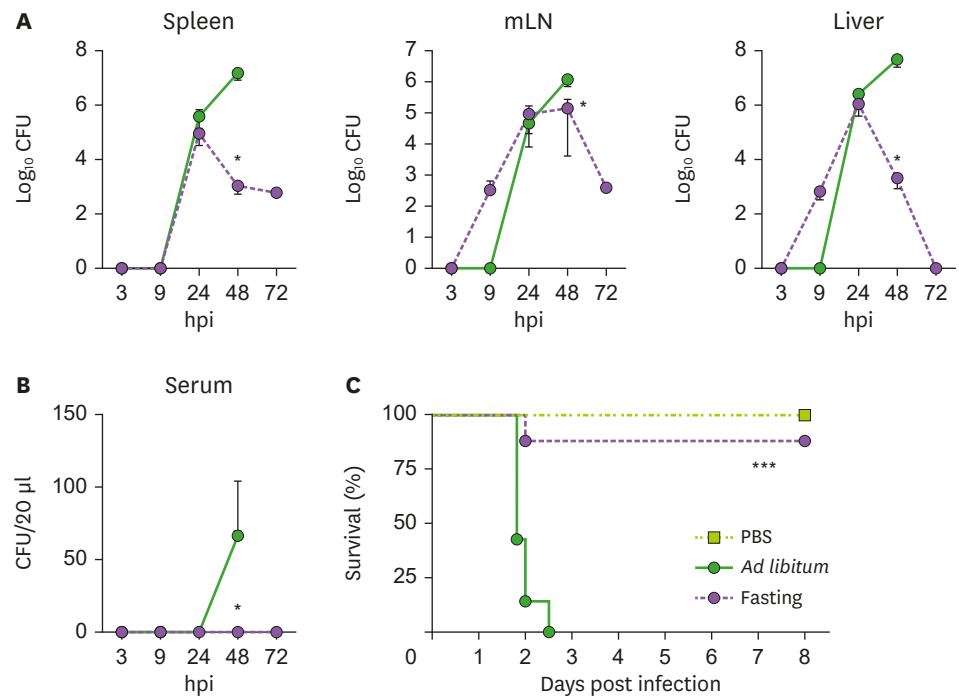 A
Spleen
mLN
Liver
Log₁₀ CFU
8
6
4
2
0
3 9 24 48 72
hpi
*
Log₁₀ CFU
7
6
5
4
3
2
1
0
3 9 24 48 72
hpi
*
Log₁₀ CFU
8
6
4
2
0
3 9 24 48 72
hpi
*
B
Serum
CFU/20 µl
150
100
50
0
3 9 24 48 72
hpi
*
C
Survival (%)
100
75
50
25
0 1 2 3 4 5 6 7 8
Days post infection
***
PBS
Ad libitum
Fasting